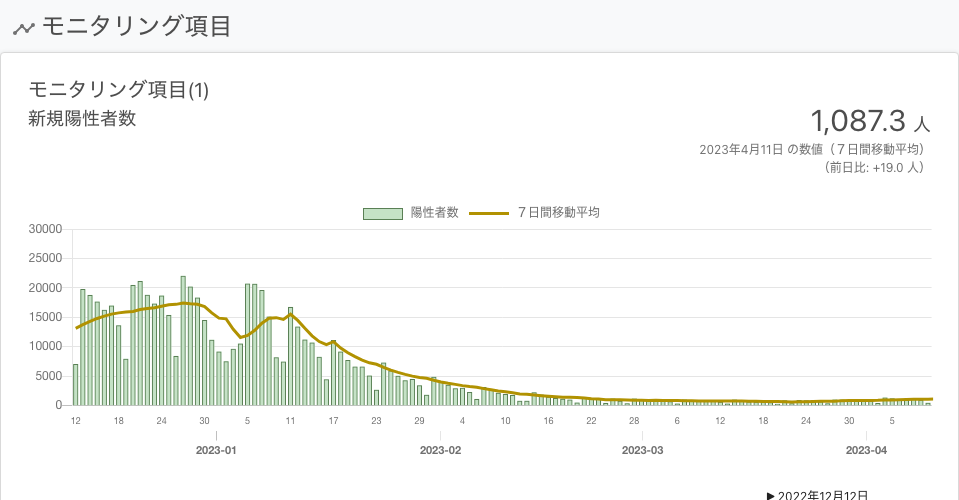 モニタリング項目
モニタリング項目(1)
新規陽性者数
1,087.3 人
2023年4月11日 の数値（７日間移動平均）
（前日比: +19.0 人）
陽性者数 ７日間移動平均
30000
25000
20000
15000
10000
5000
0
12 18 24 30 5 11 17 23 29 4 10 16 22 28 6 12 18 24 30 5
2023-01 2023-02 2023-03 2023-04
▶ 2022年12月12日